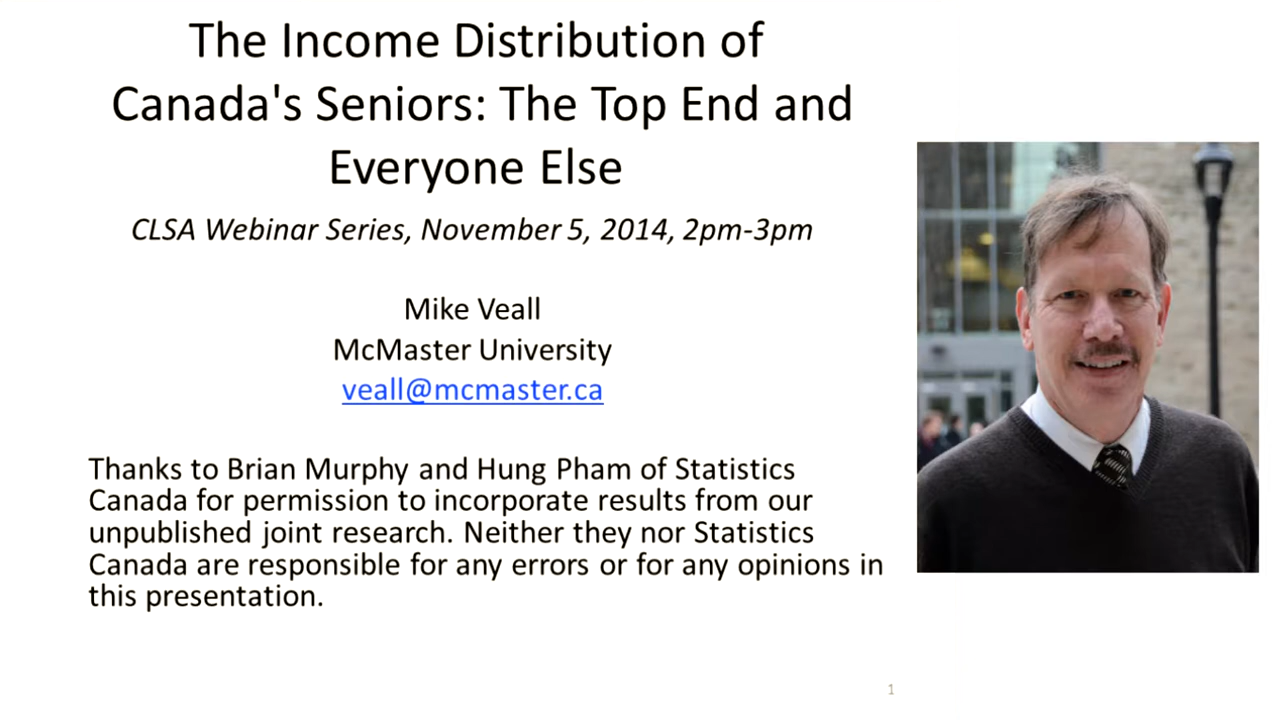 The Income Distribution of
Canada's Seniors: The Top End and
Everyone Else
CLSA Webinar Series, November 5, 2014, 2pm-3pm
Mike Veall
McMaster University
veall@mcmaster.ca
Thanks to Brian Murphy and Hung Pham of Statistics
Canada for permission to incorporate results from our
unpublished joint research. Neither they nor Statistics
Canada are responsible for any errors or for any opinions in
this presentation.
1